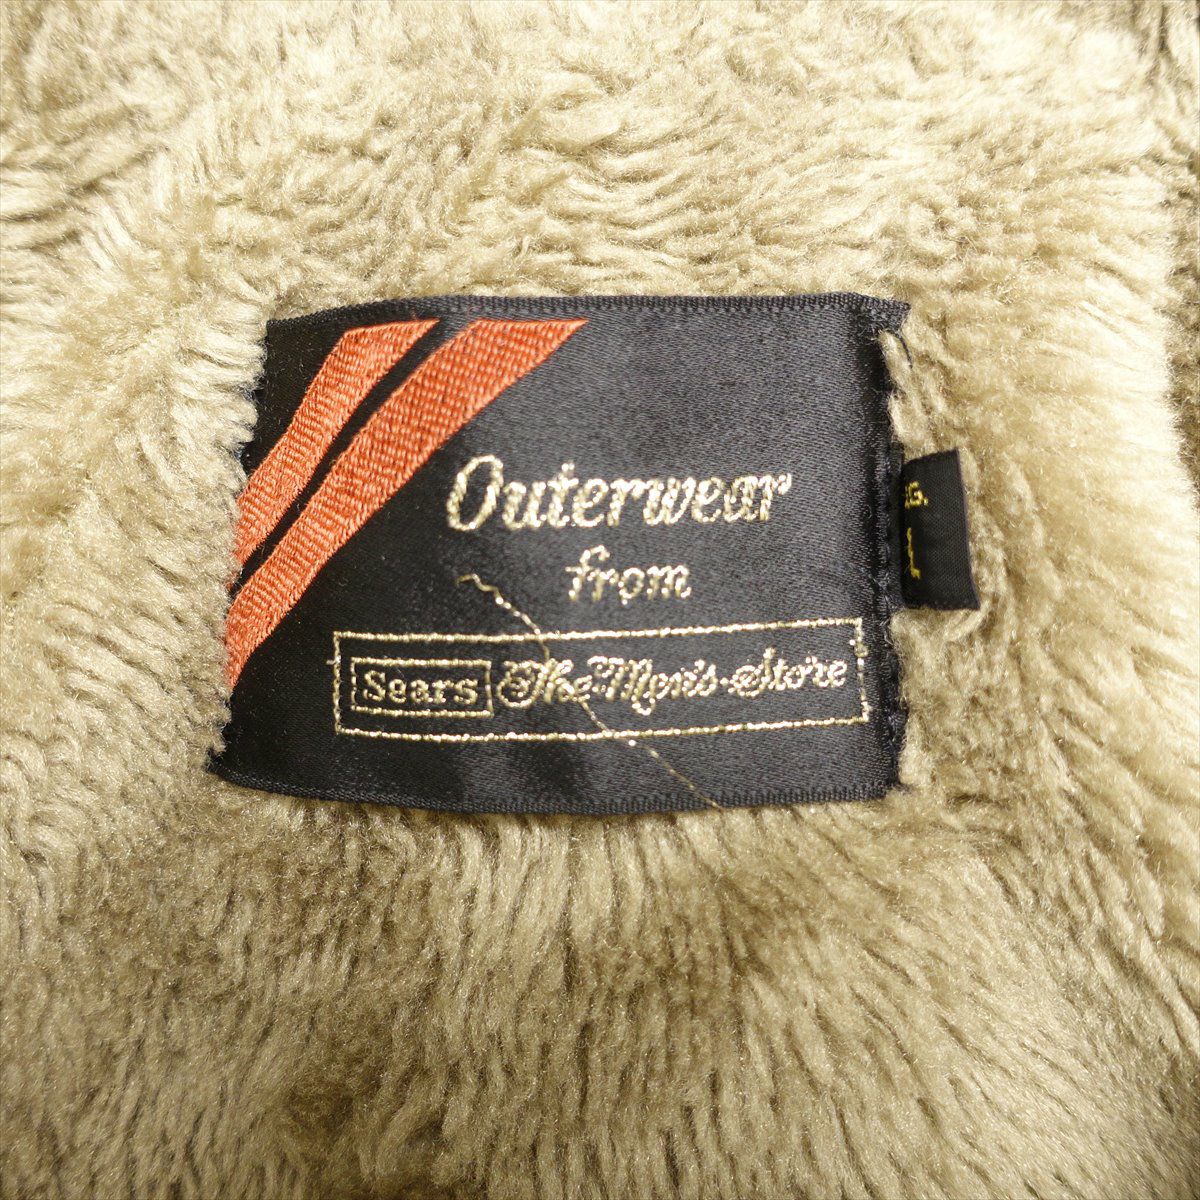 Outerwear
from
Sears The Men's Store